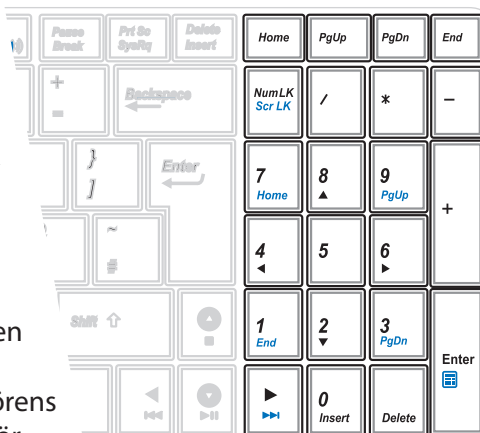 Pause Prt Sc Delete Home PgUp PgDn End
Break SysRq Insert
+ Backspace NumLK / * −
= Scr LK
} Enter 7 8 9 +
] Home ▲ PgUp
~ 4 5 6
# ◀ ▶
en Shift ⇧ 1 2 3 Enter
End ▼ PgDn
örens 0 Delete
Insert
ör